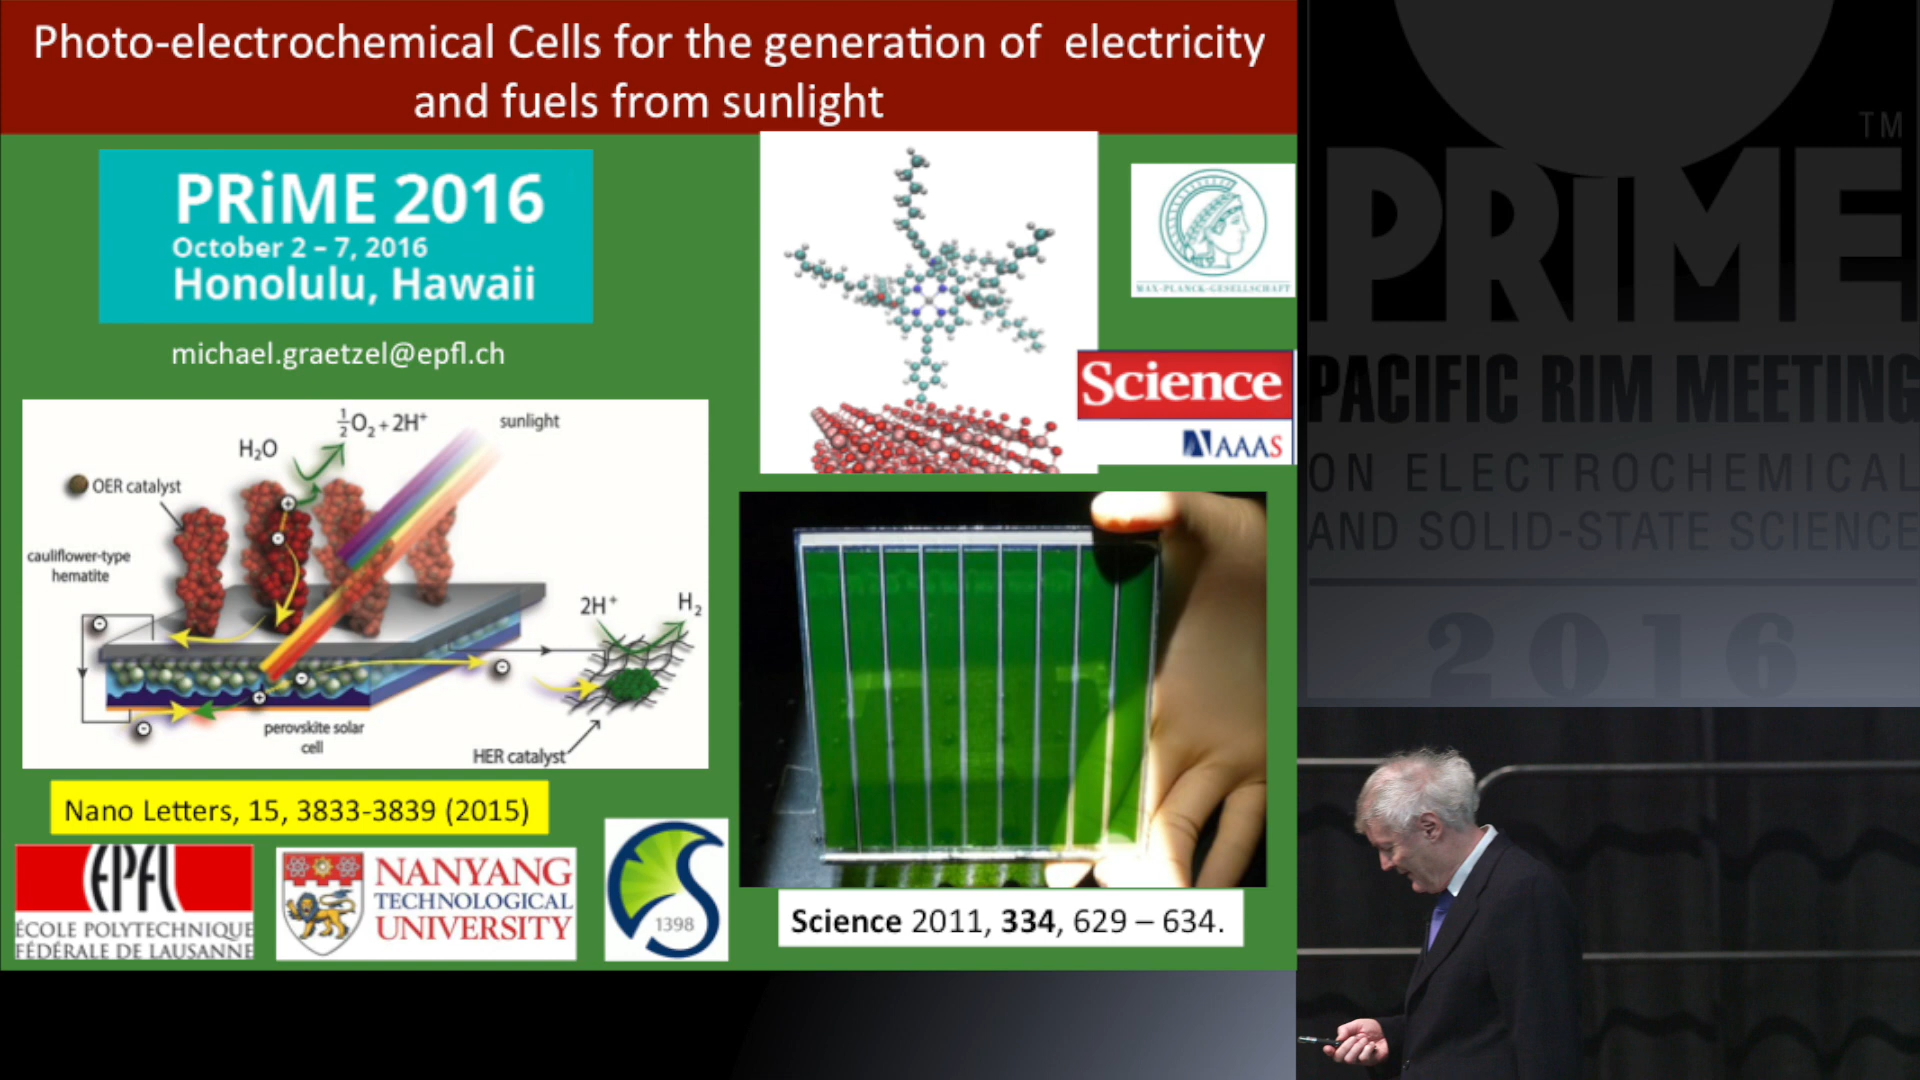 Photo-electrochemical Cells for the generation of electricity
and fuels from sunlight
PRiME 2016
October 2 – 7, 2016
Honolulu, Hawaii
michael.graetzel@epfl.ch
MAX-PLANCK-GESELLSCHAFT
Science
AAAS
½O₂ + 2H⁺
sunlight
H₂O
OER catalyst
cauliflower-type
hematite
2H⁺
H₂
perovskite solar
cell
HER catalyst
Nano Letters, 15, 3833-3839 (2015)
EPFL
ÉCOLE POLYTECHNIQUE
FÉDÉRALE DE LAUSANNE
NANYANG
TECHNOLOGICAL
UNIVERSITY
1398
Science 2011, 334, 629 – 634.
PRiME
TM
PACIFIC RIM MEETING
ON ELECTROCHEMICAL
AND SOLID-STATE SCIENCE
2016